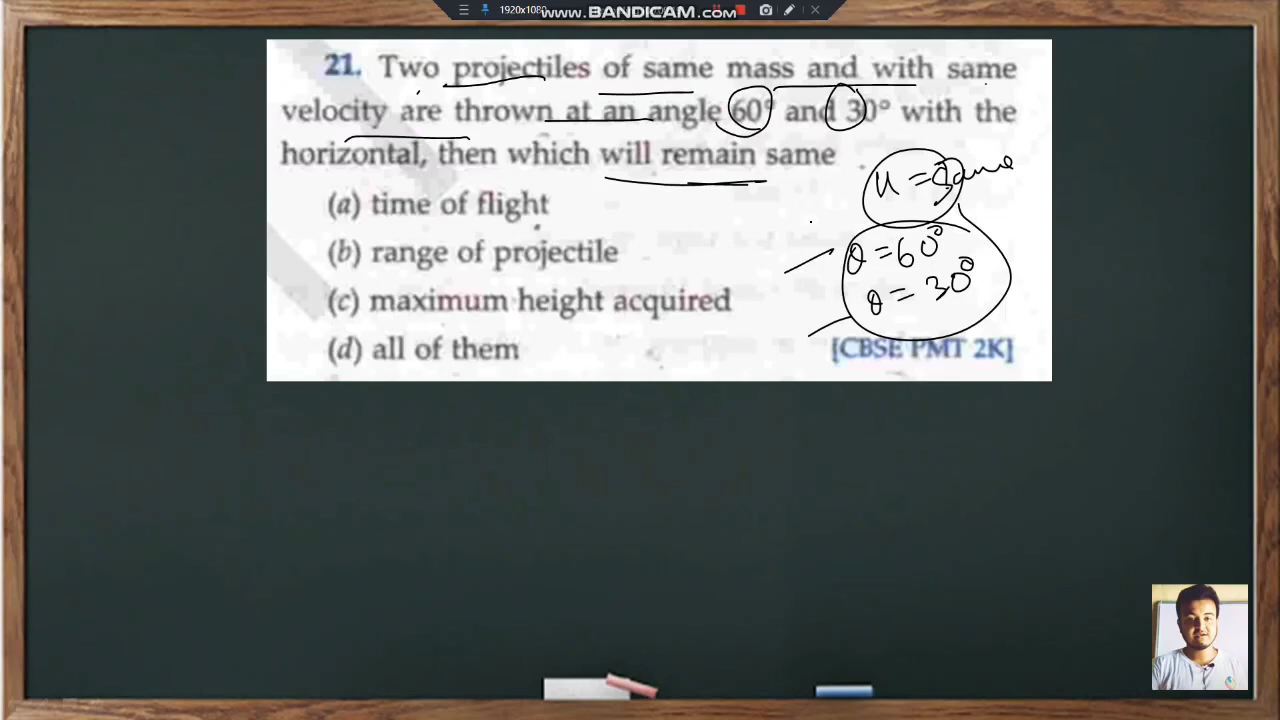 1920x1080
www.BANDICAM.com
21. Two projectiles of same mass and with same
velocity are thrown at an angle 60° and 30° with the
horizontal, then which will remain same
(a) time of flight
(b) range of projectile
(c) maximum height acquired
(d) all of them
[CBSE PMT 2K]
u = same
θ = 60°
θ = 30°